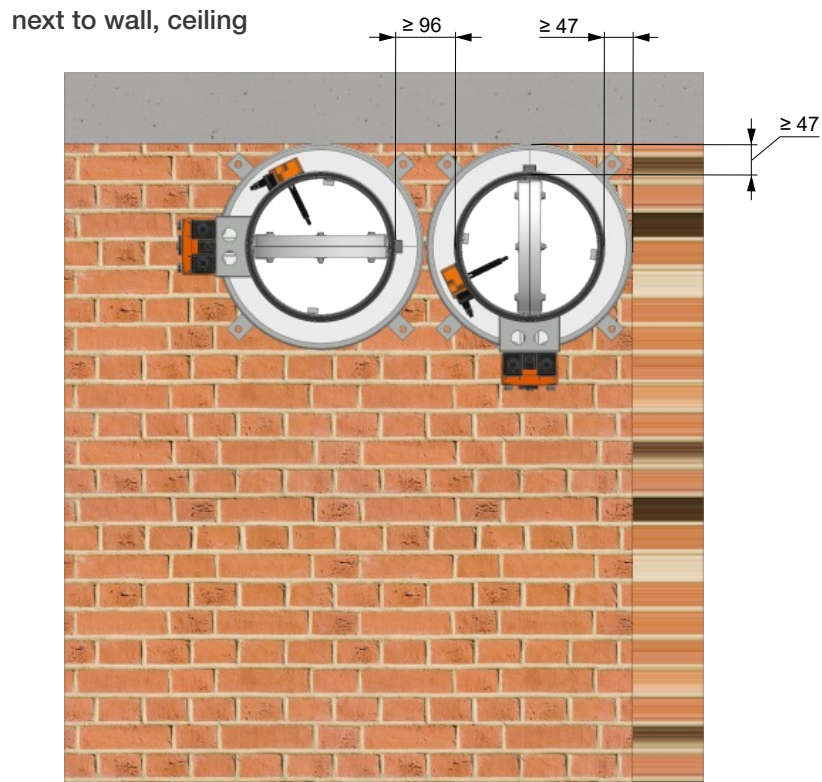 next to wall, ceiling
≥ 96
≥ 47
≥ 47